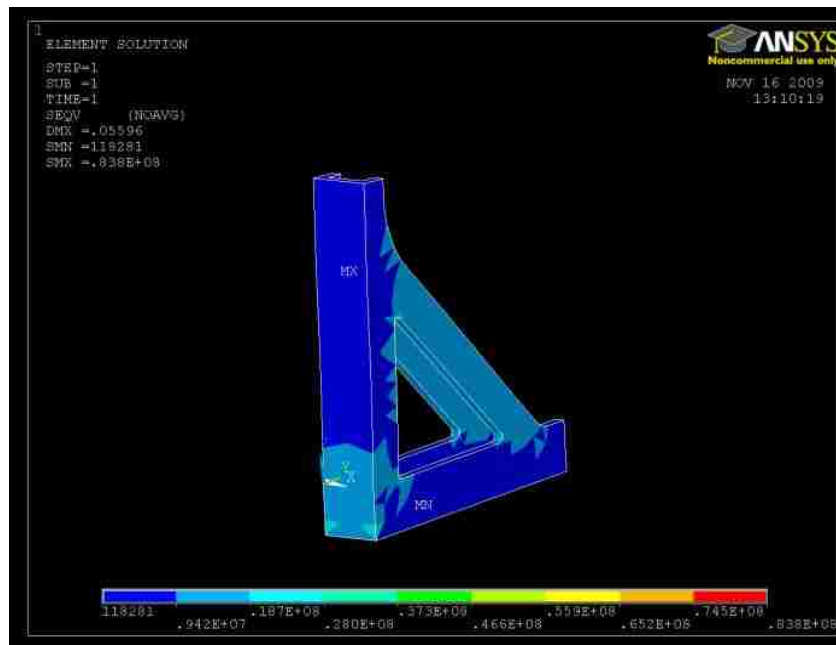 1
ELEMENT SOLUTION
STEP=1
SUB =1
TIME=1
SEQV (NOAVG)
DMX =.05596
SMN =118281
SMX =.838E+08
ANSYS
Noncommercial use only
NOV 16 2009
13:10:19
MX
Y
X
MN
118281 .187E+08 .373E+08 .559E+08 .745E+08
.942E+07 .280E+08 .466E+08 .652E+08 .838E+08